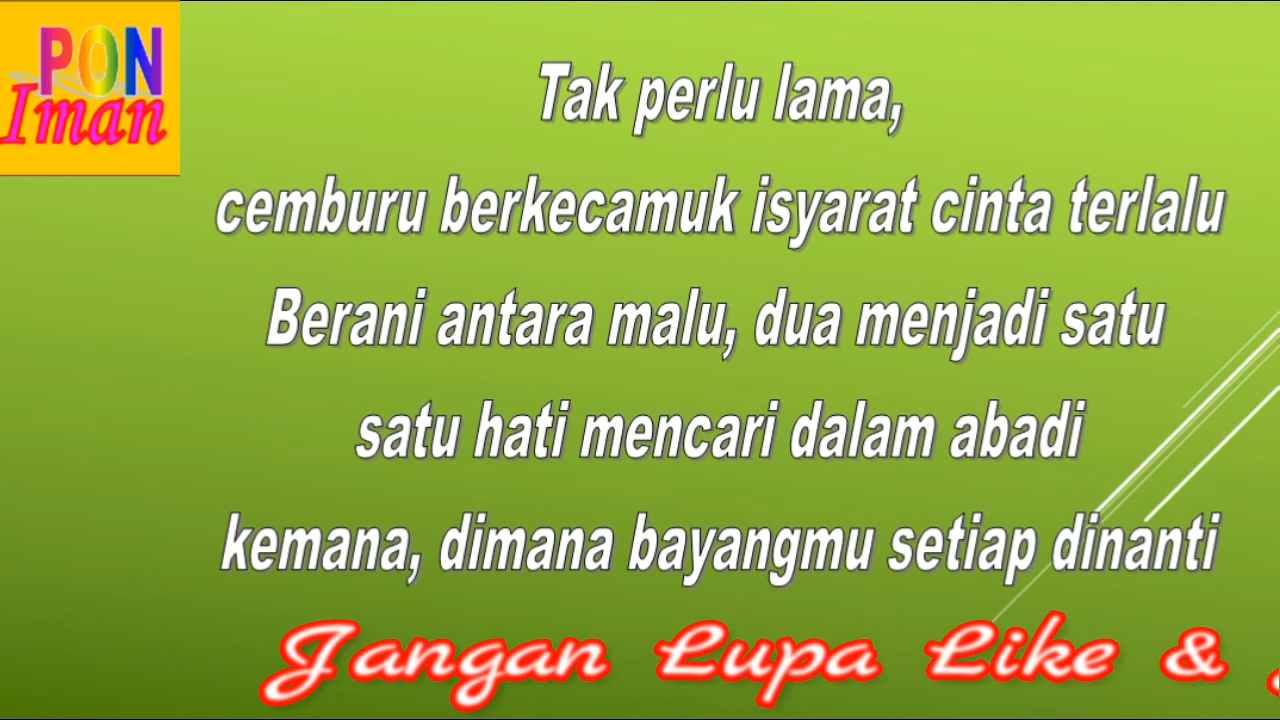 PON
Iman
Tak perlu lama,
cemburu berkecamuk isyarat cinta terlalu
Berani antara malu, dua menjadi satu
satu hati mencari dalam abadi
kemana, dimana bayangmu setiap dinanti
Jangan Lupa Like &